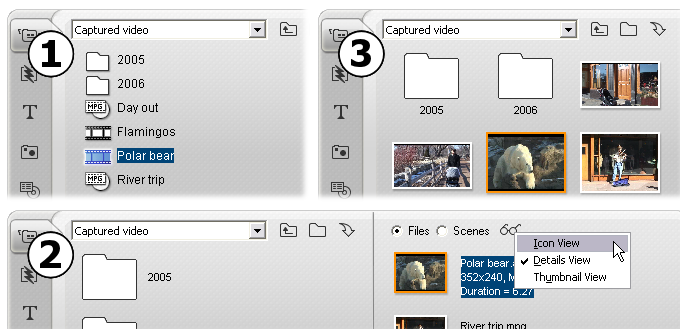 1
Captured video
2005
2006
MPG Day out
Flamingos
Polar bear
MPG River trip
T
3
Captured video
2005
2006
T
2
Captured video
2005
T
Files Scenes
Icon View
Details View
Thumbnail View
Polar bear
352x240, M
Duration = 6.27
River trip.mpg